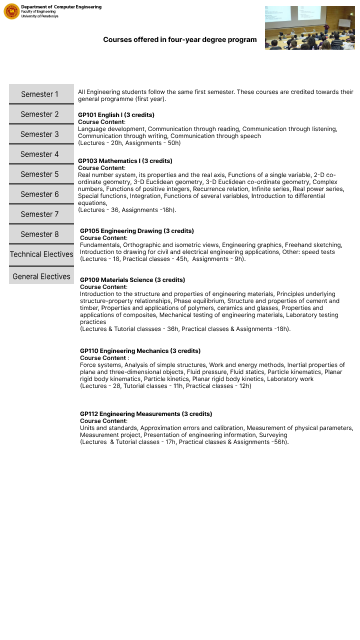 Department of Computer Engineering
Faculty of Engineering
University of Peradeniya
Courses offered in four-year degree program
Semester 1
Semester 2
Semester 3
Semester 4
Semester 5
Semester 6
Semester 7
Semester 8
Technical Electives
General Electives
All Engineering students follow the same first semester. These courses are credited towards their
general programme (first year).
GP101 English I (3 credits)
Course Content:
Language development, Communication through reading, Communication through listening,
Communication through writing, Communication through speech
(Lectures - 20h, Assignments - 50h)
GP103 Mathematics I (3 credits)
Course Content:
Real number system, its properties and the real axis, Functions of a single variable, 2-D co-
ordinate geometry, 3-D Euclidean geometry, 3-D Euclidean co-ordinate geometry, Complex
numbers, Functions of positive integers, Recurrence relation, Infinite series, Real power series,
Special functions, Integration, Functions of several variables, Introduction to differential
equations,
(Lectures - 36, Assignments -18h).
GP105 Engineering Drawing (3 credits)
Course Content:
Fundamentals, Orthographic and isometric views, Engineering graphics, Freehand sketching,
Introduction to drawing for civil and electrical engineering applications, Other: speed tests
(Lectures - 18, Practical classes - 45h, Assignments - 9h).
GP109 Materials Science (3 credits)
Course Content:
Introduction to the structure and properties of engineering materials, Principles underlying
structure-property relationships, Phase equilibrium, Structure and properties of cement and
timber, Properties and applications of polymers, ceramics and glasses, Properties and
applications of composites, Mechanical testing of engineering materials, Laboratory testing
practices
(Lectures & Tutorial classes - 36h, Practical classes & Assignments -18h).
GP110 Engineering Mechanics (3 credits)
Course Content :
Force systems, Analysis of simple structures, Work and energy methods, Inertial properties of
plane and three-dimensional objects, Fluid pressure, Fluid statics, Particle kinematics, Planar
rigid body kinematics, Particle kinetics, Planar rigid body kinetics, Laboratory work
(Lectures - 28, Tutorial classes - 11h, Practical classes - 12h)
GP112 Engineering Measurements (3 credits)
Course Content:
Units and standards, Approximation errors and calibration, Measurement of physical parameters,
Measurement project, Presentation of engineering information, Surveying
(Lectures & Tutorial classes - 17h, Practical classes & Assignments -56h).